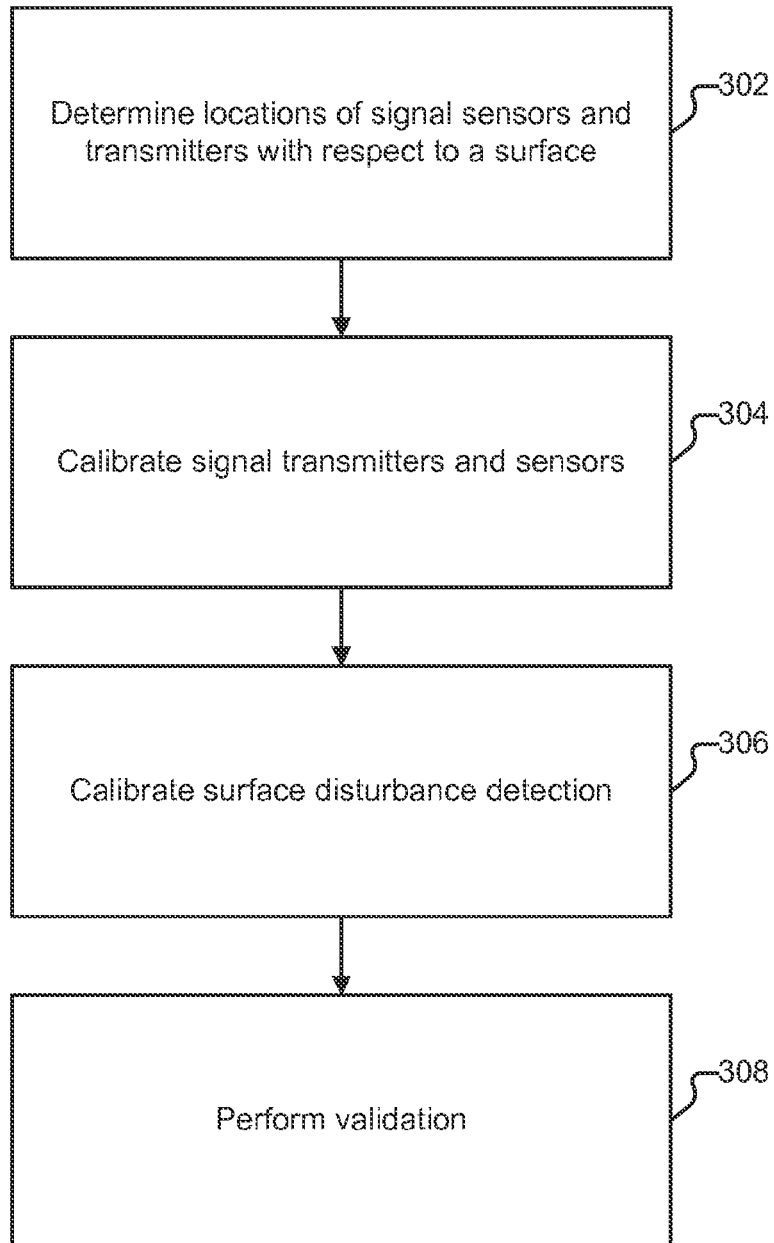 Determine locations of signal sensors and
transmitters with respect to a surface
302
Calibrate signal transmitters and sensors
304
Calibrate surface disturbance detection
306
Perform validation
308